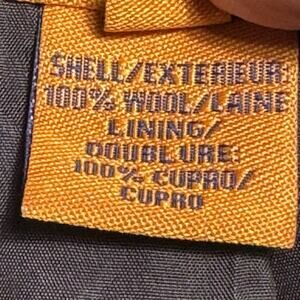 SHELL/EXTERIEUR:
100% WOOL/LAINE
LINING/
DOUBLURE:
100% CUPRO/
CUPRO